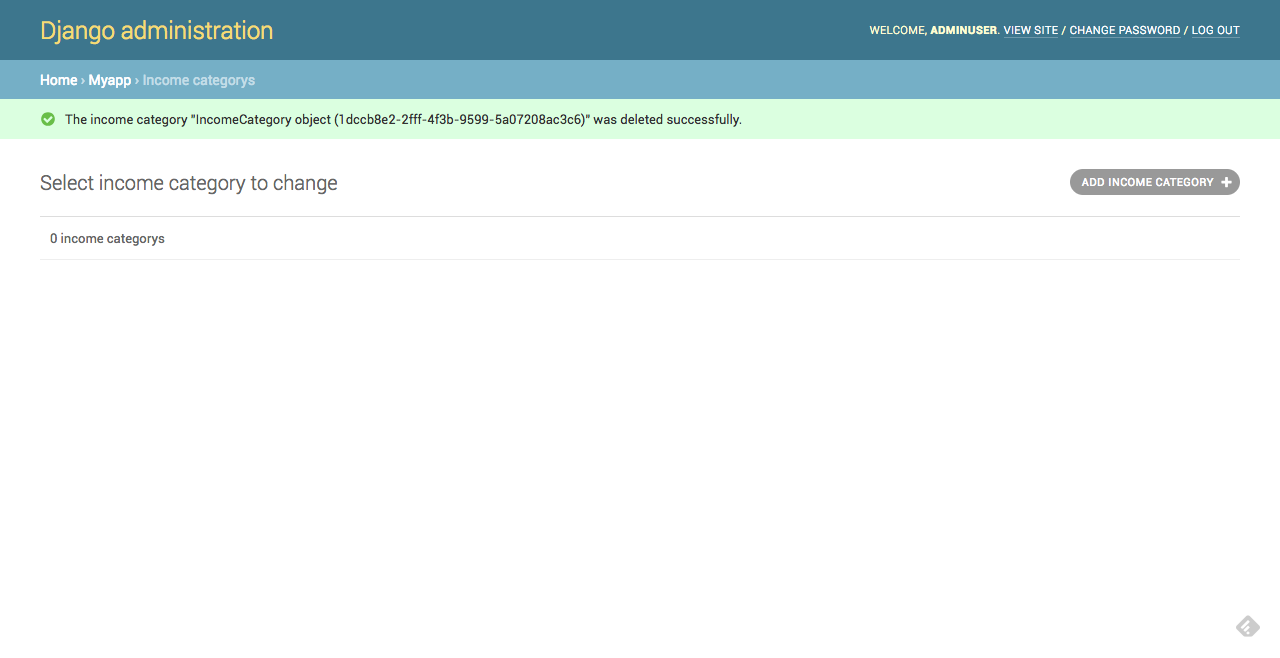 Django administration
WELCOME, ADMINUSER. VIEW SITE / CHANGE PASSWORD / LOG OUT
Home › Myapp › Income categorys
The income category "IncomeCategory object (1dccb8e2-2fff-4f3b-9599-5a07208ac3c6)" was deleted successfully.
Select income category to change
ADD INCOME CATEGORY +
0 income categorys